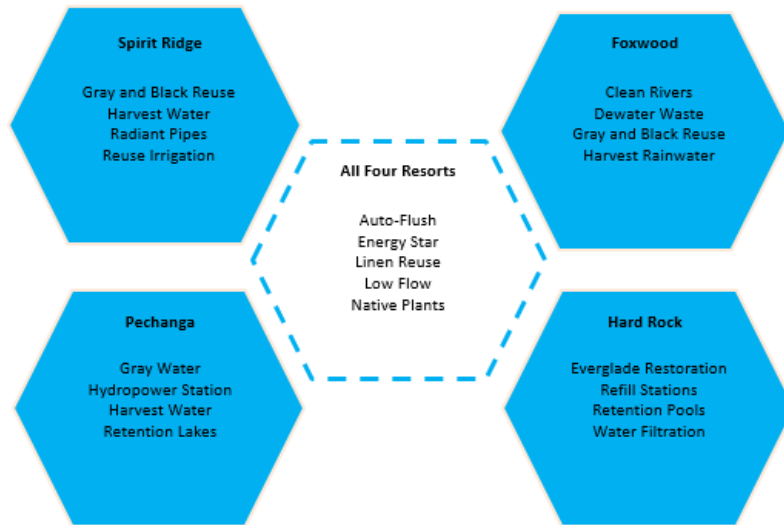 Spirit Ridge
Gray and Black Reuse
Harvest Water
Radiant Pipes
Reuse Irrigation
Foxwood
Clean Rivers
Dewater Waste
Gray and Black Reuse
Harvest Rainwater
All Four Resorts
Auto-Flush
Energy Star
Linen Reuse
Low Flow
Native Plants
Pechanga
Gray Water
Hydropower Station
Harvest Water
Retention Lakes
Hard Rock
Everglade Restoration
Refill Stations
Retention Pools
Water Filtration